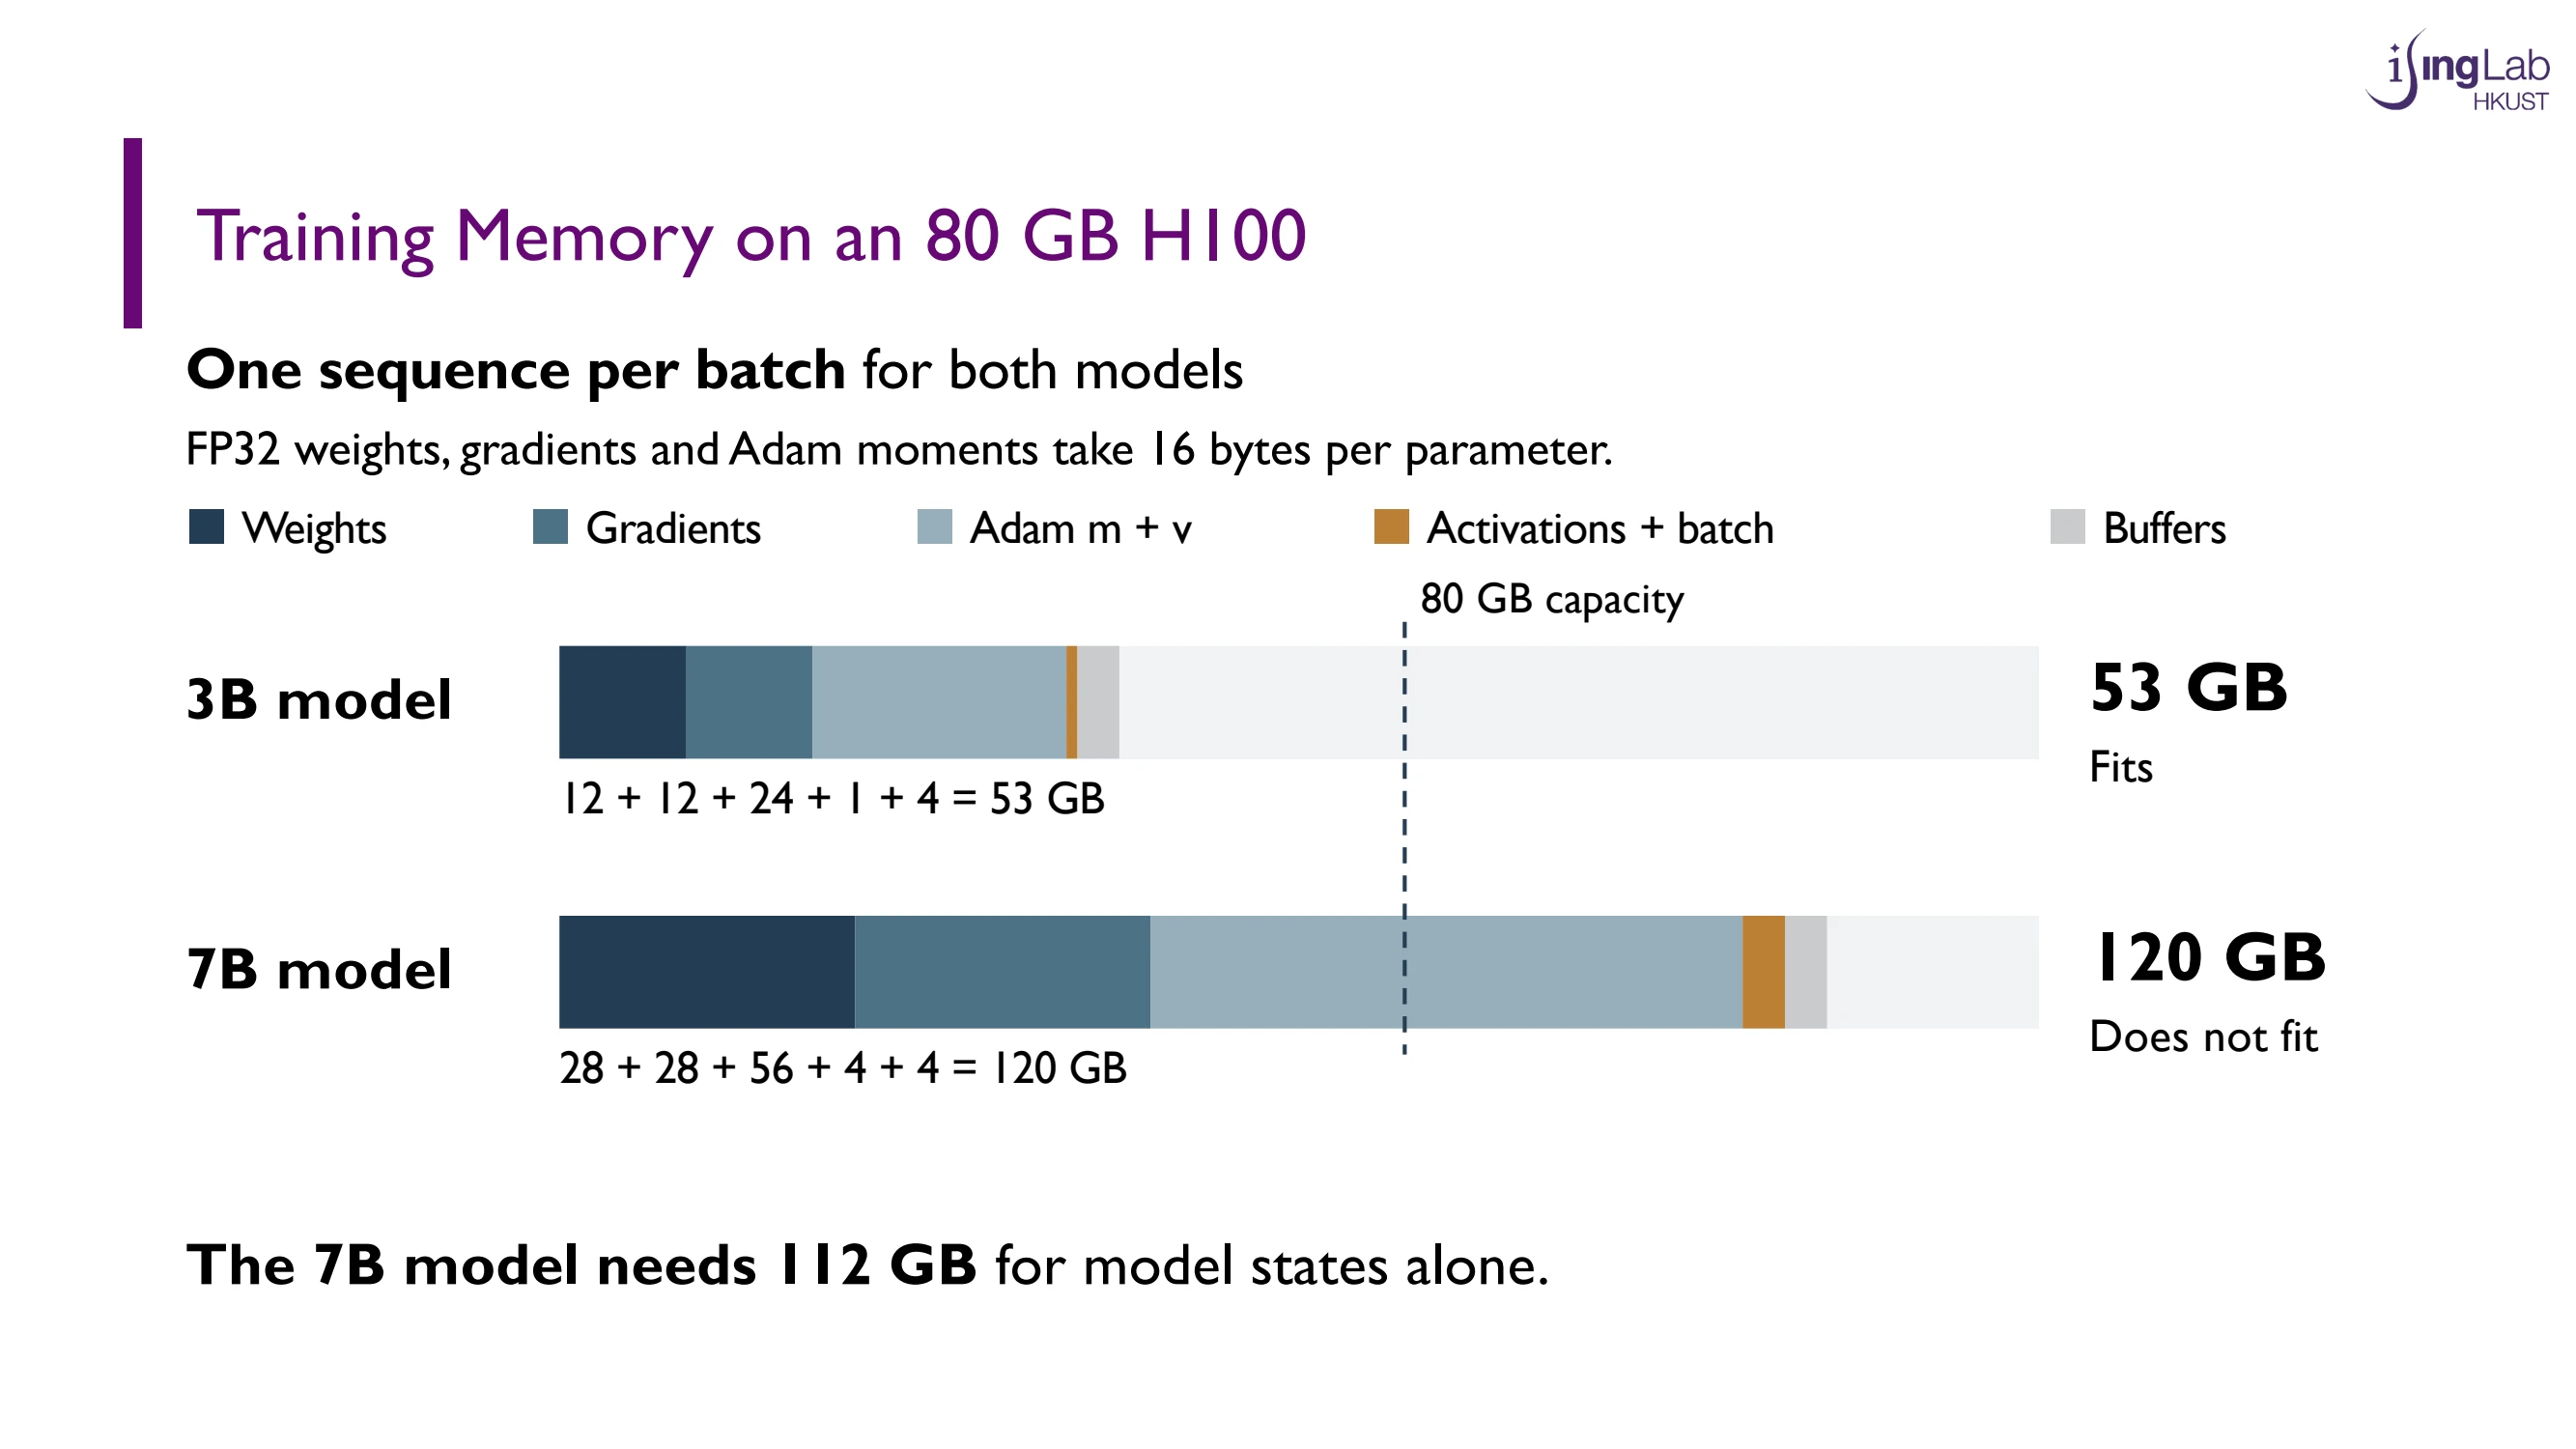 iSingLab
HKUST
Training Memory on an 80 GB H100
One sequence per batch for both models
FP32 weights, gradients and Adam moments take 16 bytes per parameter.
Weights
Gradients
Adam m + v
Activations + batch
Buffers
80 GB capacity
3B model
53 GB
Fits
12 + 12 + 24 + 1 + 4 = 53 GB
7B model
120 GB
Does not fit
28 + 28 + 56 + 4 + 4 = 120 GB
The 7B model needs 112 GB for model states alone.